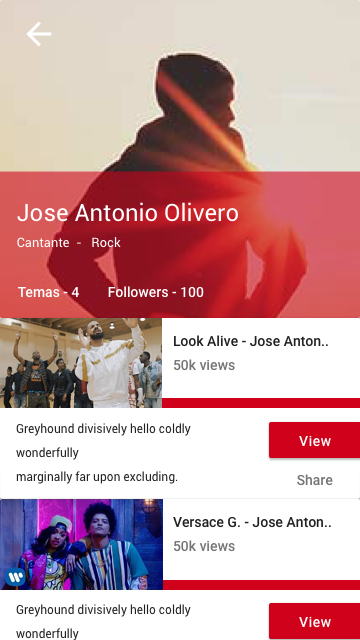 Jose Antonio Olivero
Cantante - Rock
Temas - 4 Followers - 100
Look Alive - Jose Anton..
50k views
Greyhound divisively hello coldly
wonderfully
marginally far upon excluding.
View
Share
Versace G. - Jose Anton..
50k views
Greyhound divisively hello coldly
wonderfully
View